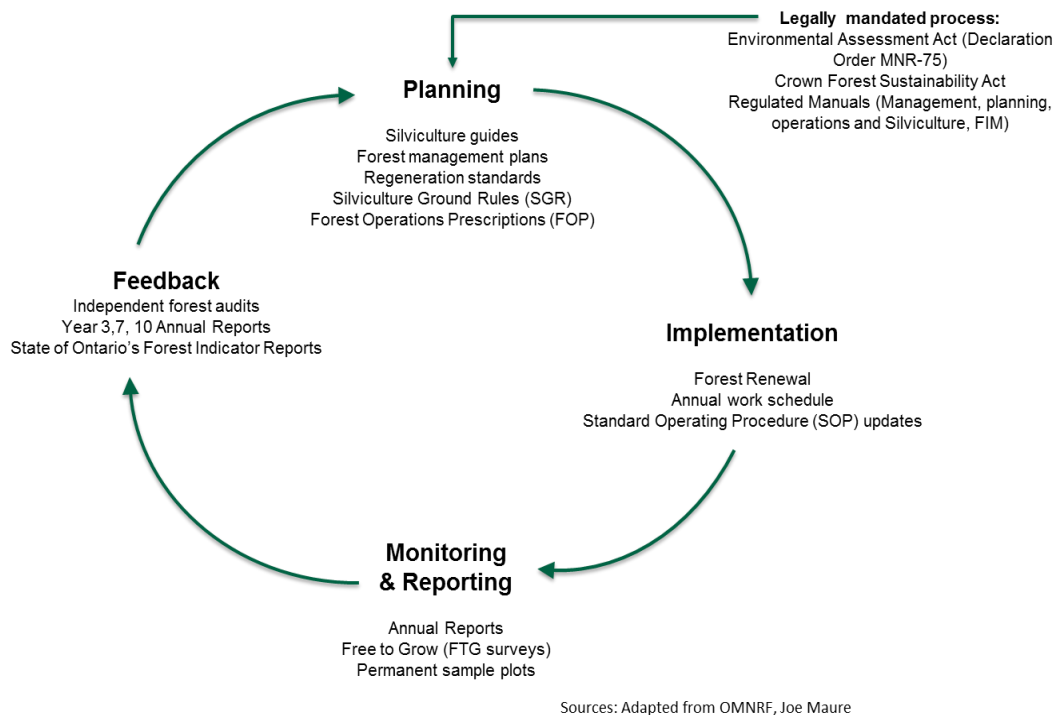 Legally mandated process:
Environmental Assessment Act (Declaration
Order MNR-75)
Crown Forest Sustainability Act
Regulated Manuals (Management, planning,
operations and Silviculture, FIM)
Planning
Silviculture guides
Forest management plans
Regeneration standards
Silviculture Ground Rules (SGR)
Forest Operations Prescriptions (FOP)
Implementation
Forest Renewal
Annual work schedule
Standard Operating Procedure (SOP) updates
Monitoring
& Reporting
Annual Reports
Free to Grow (FTG surveys)
Permanent sample plots
Feedback
Independent forest audits
Year 3,7, 10 Annual Reports
State of Ontario's Forest Indicator Reports
Sources: Adapted from OMNRF, Joe Maure